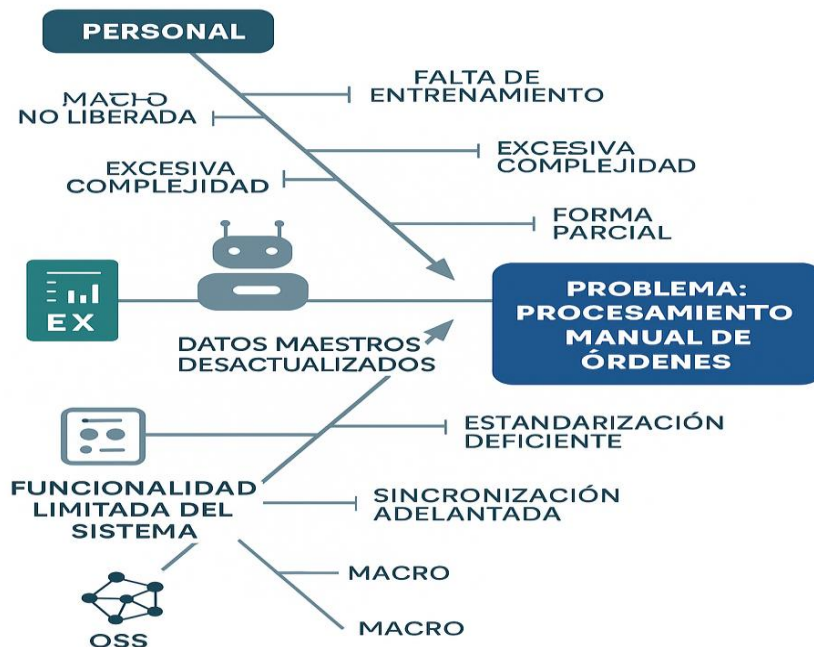 PERSONAL
FALTA DE
ENTRENAMIENTO
NO LIBERADA
EXCESIVA
COMPLEJIDAD
EXCESIVA
COMPLEJIDAD
FORMA
PARCIAL
EX
PROBLEMA:
PROCESAMIENTO
MANUAL DE
ÓRDENES
DATOS MAESTROS
DESACTUALIZADOS
ESTANDARIZACIÓN
DEFICIENTE
FUNCIONALIDAD
LIMITADA DEL
SISTEMA
SINCRONIZACIÓN
ADELANTADA
MACRO
MACRO
OSS